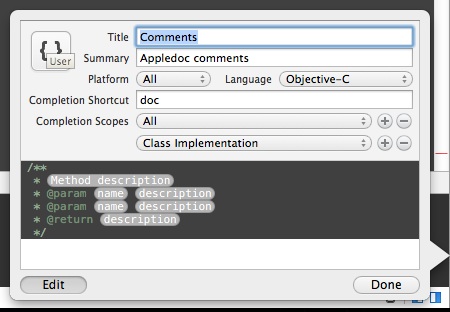 Title Comments
{ }
User
Summary Appledoc comments
Platform All Language Objective-C
Completion Shortcut doc
Completion Scopes All
Class Implementation
/**
* Method description
* @param name description
* @param name description
* @return description
*/
Edit Done